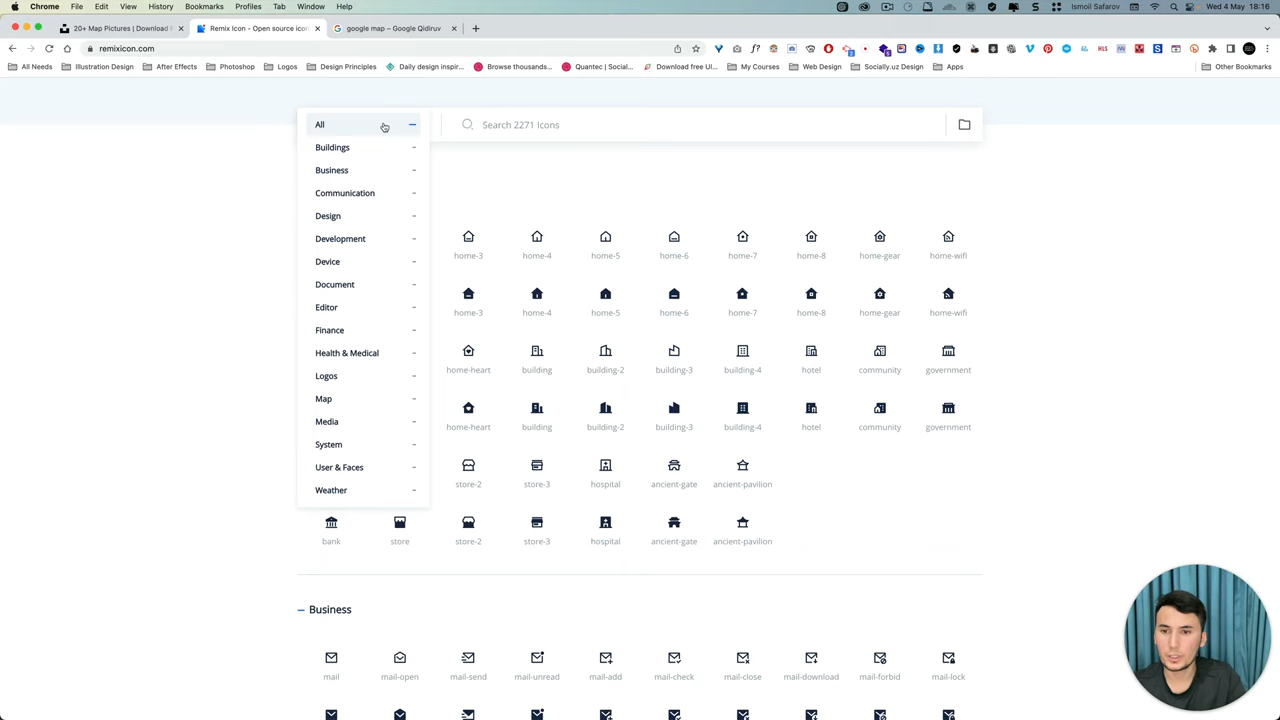 Chrome File Edit View History Bookmarks Profiles Tab Window Help
Ismoil Safarov
Wed 4 May 18:16
20+ Map Pictures | Download
Remix Icon - Open source icon
google map – Google Qidiruv
remixicon.com
All Needs
Illustration Design
After Effects
Photoshop
Logos
Design Principles
Daily design inspir...
Browse thousands...
Quantec | Social...
Download free UI...
My Courses
Web Design
Socially.uz Design
Apps
Other Bookmarks
All
Search 2271 Icons
Buildings
Business
Communication
Design
Development
Device
Document
Editor
Finance
Health & Medical
Logos
Map
Media
System
User & Faces
Weather
home-3 home-4 home-5 home-6 home-7 home-8 home-gear home-wifi
home-3 home-4 home-5 home-6 home-7 home-8 home-gear home-wifi
home-heart building building-2 building-3 building-4 hotel community government
home-heart building building-2 building-3 building-4 hotel community government
store-2 store-3 hospital ancient-gate ancient-pavilion
bank store store-2 store-3 hospital ancient-gate ancient-pavilion
Business
mail mail-open mail-send mail-unread mail-add mail-check mail-close mail-download mail-forbid mail-lock